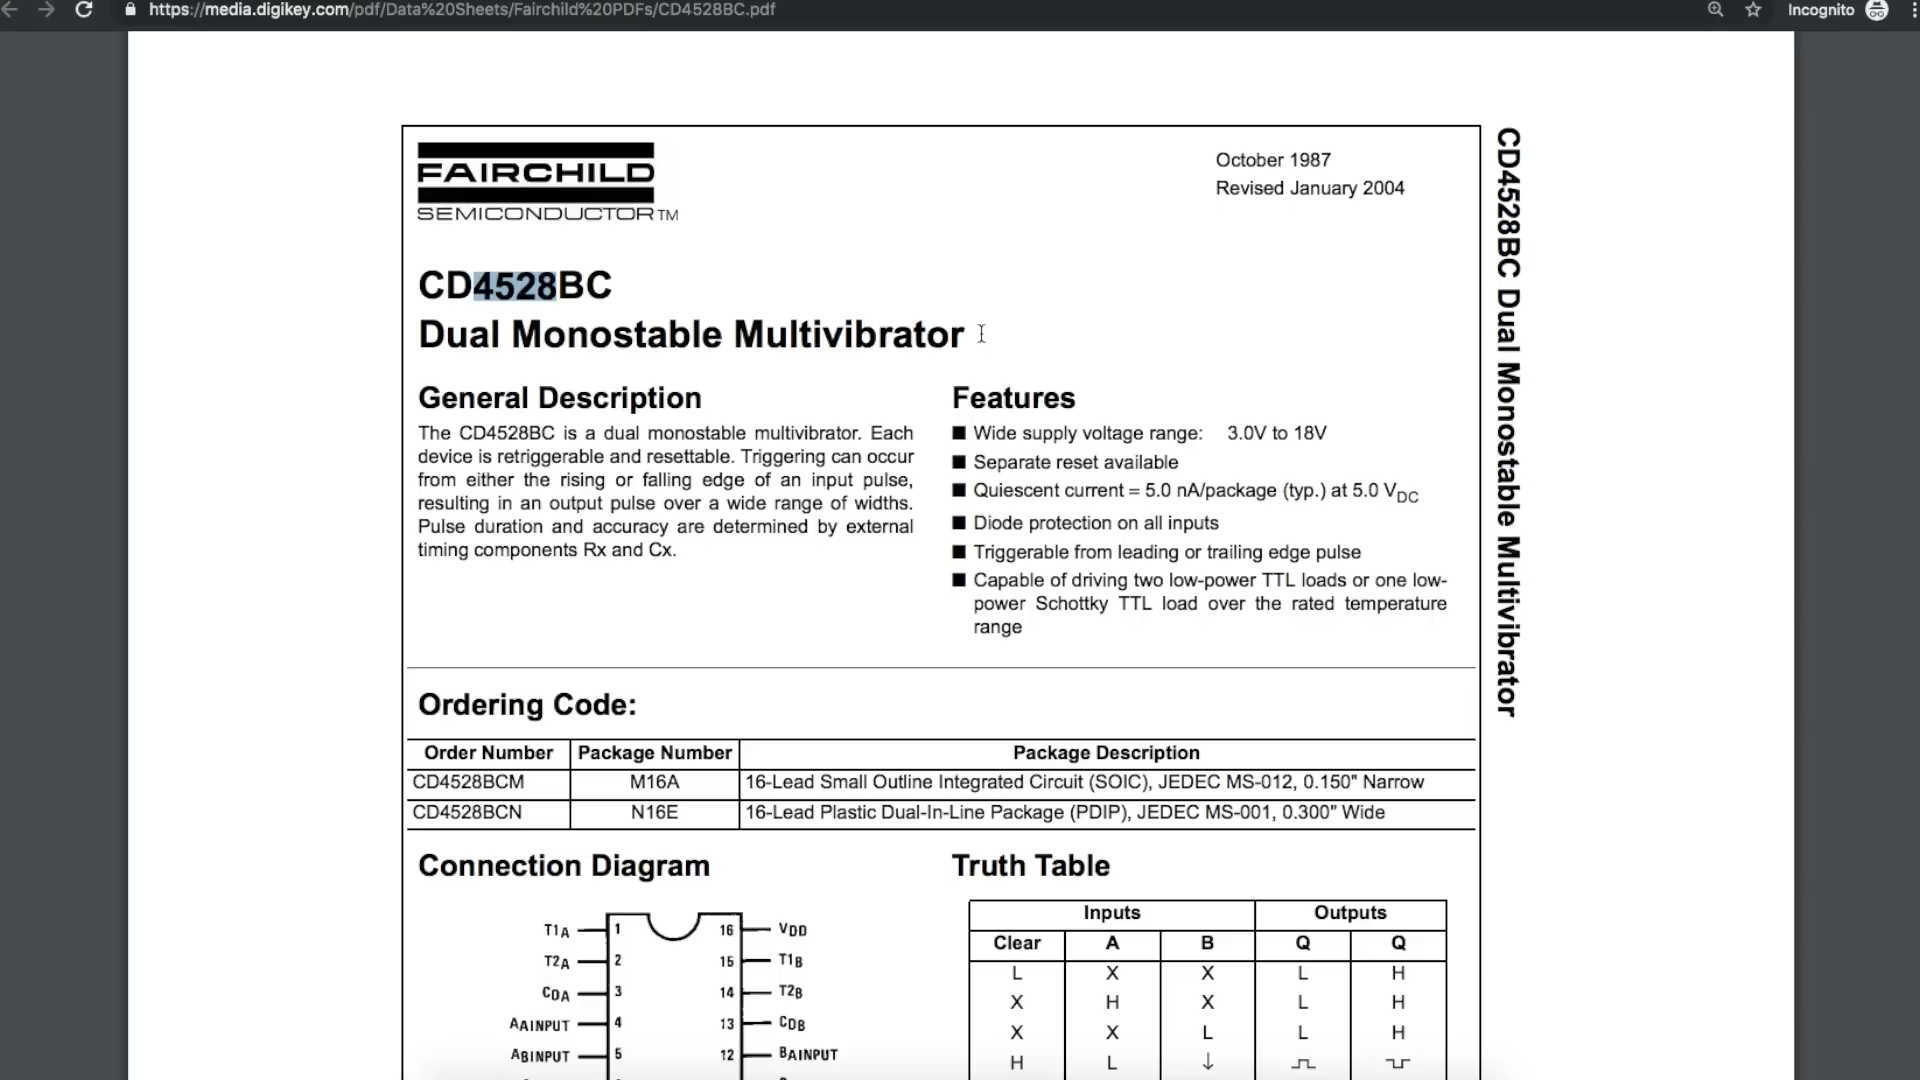 https://media.digikey.com/pdf/Data%20Sheets/Fairchild%20PDFs/CD4528BC.pdf
Incognito
FAIRCHILD
SEMICONDUCTOR™
October 1987
Revised January 2004
CD4528BC
Dual Monostable Multivibrator
General Description
The CD4528BC is a dual monostable multivibrator. Each
device is retriggerable and resettable. Triggering can occur
from either the rising or falling edge of an input pulse,
resulting in an output pulse over a wide range of widths.
Pulse duration and accuracy are determined by external
timing components Rx and Cx.
Features
■ Wide supply voltage range: 3.0V to 18V
■ Separate reset available
■ Quiescent current = 5.0 nA/package (typ.) at 5.0 VDC
■ Diode protection on all inputs
■ Triggerable from leading or trailing edge pulse
■ Capable of driving two low-power TTL loads or one low-
power Schottky TTL load over the rated temperature
range
CD4528BC Dual Monostable Multivibrator
Ordering Code:
Order Number Package Number Package Description
CD4528BCM M16A 16-Lead Small Outline Integrated Circuit (SOIC), JEDEC MS-012, 0.150" Narrow
CD4528BCN N16E 16-Lead Plastic Dual-In-Line Package (PDIP), JEDEC MS-001, 0.300" Wide
Connection Diagram
T1A 1 16 VDD
T2A 2 15 T1B
CDA 3 14 T2B
AAINPUT 4 13 CDB
ABINPUT 5 12 BAINPUT
Truth Table
Inputs Outputs
Clear A B Q Q
L X X L H
X H X L H
X X L L H
H L ↓